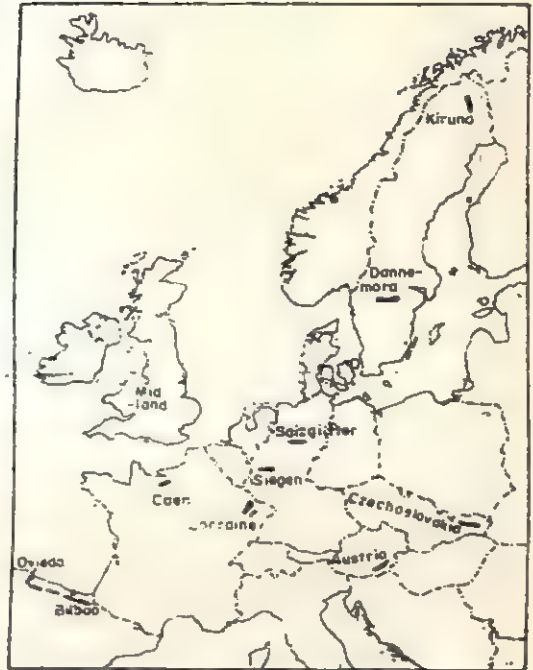 Kiruna
Danne-
mora
Mid
land
Salzgitter
Siegen
Caen
Lorraine
Czechoslovakia
Oviedo
Austria
Bilbao